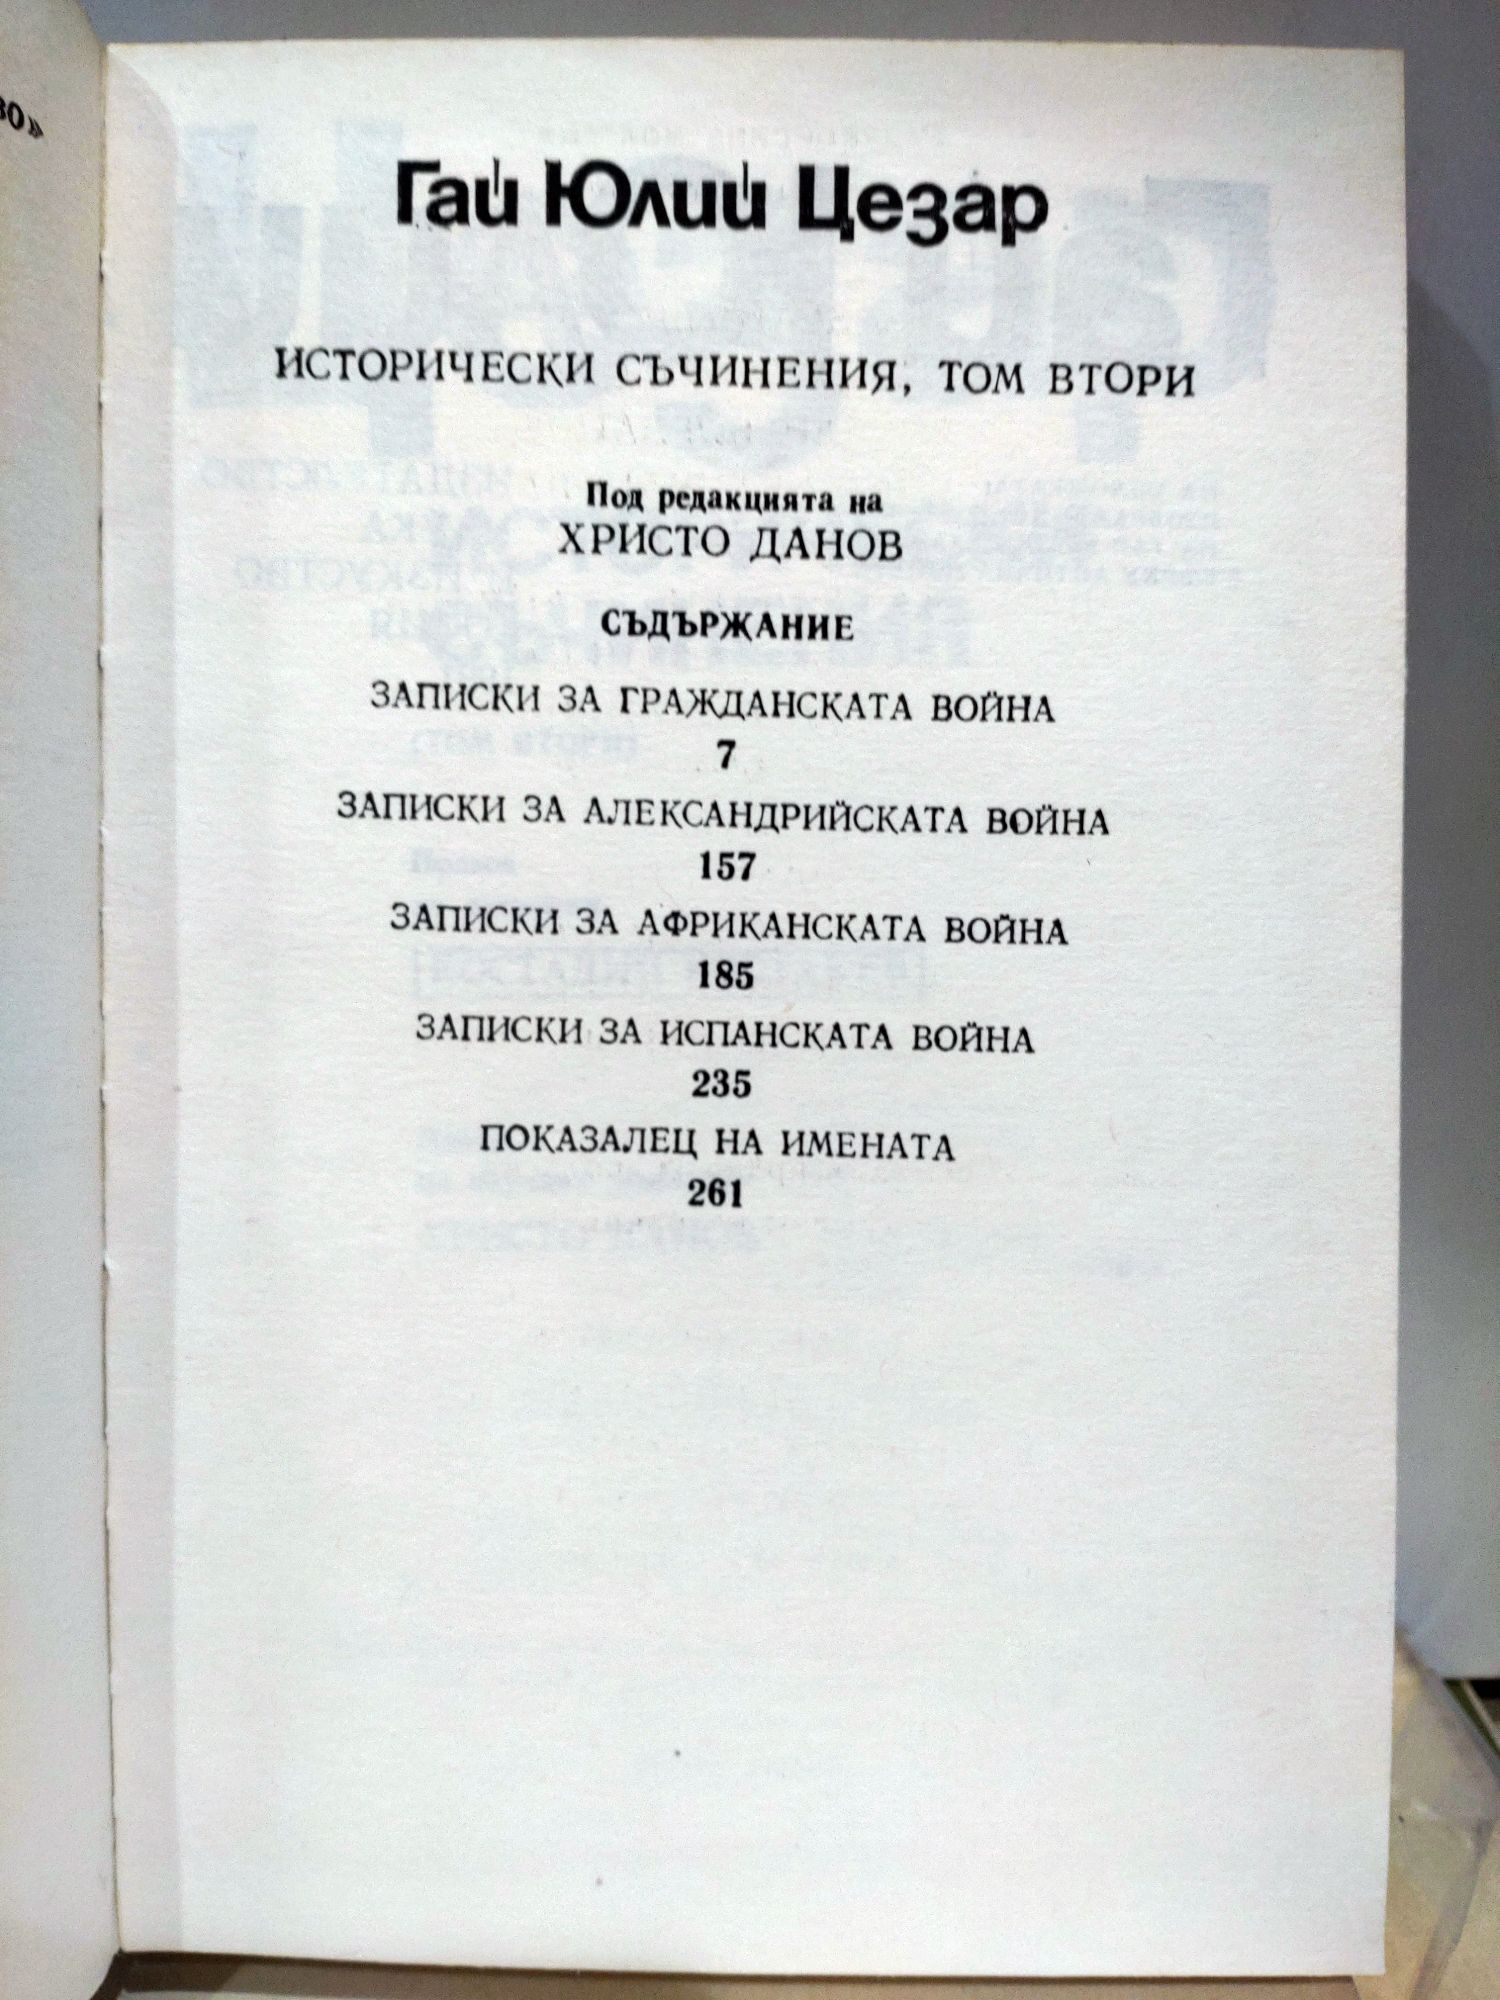 Гай Юлий Цезар
ИСТОРИЧЕСКИ СЪЧИНЕНИЯ, ТОМ ВТОРИ
Под редакцията на
ХРИСТО ДАНОВ
СЪДЪРЖАНИЕ
ЗАПИСКИ ЗА ГРАЖДАНСКАТА ВОЙНА
7
ЗАПИСКИ ЗА АЛЕКСАНДРИЙСКАТА ВОЙНА
157
ЗАПИСКИ ЗА АФРИКАНСКАТА ВОЙНА
185
ЗАПИСКИ ЗА ИСПАНСКАТА ВОЙНА
235
ПОКАЗАЛЕЦ НА ИМЕНАТА
261